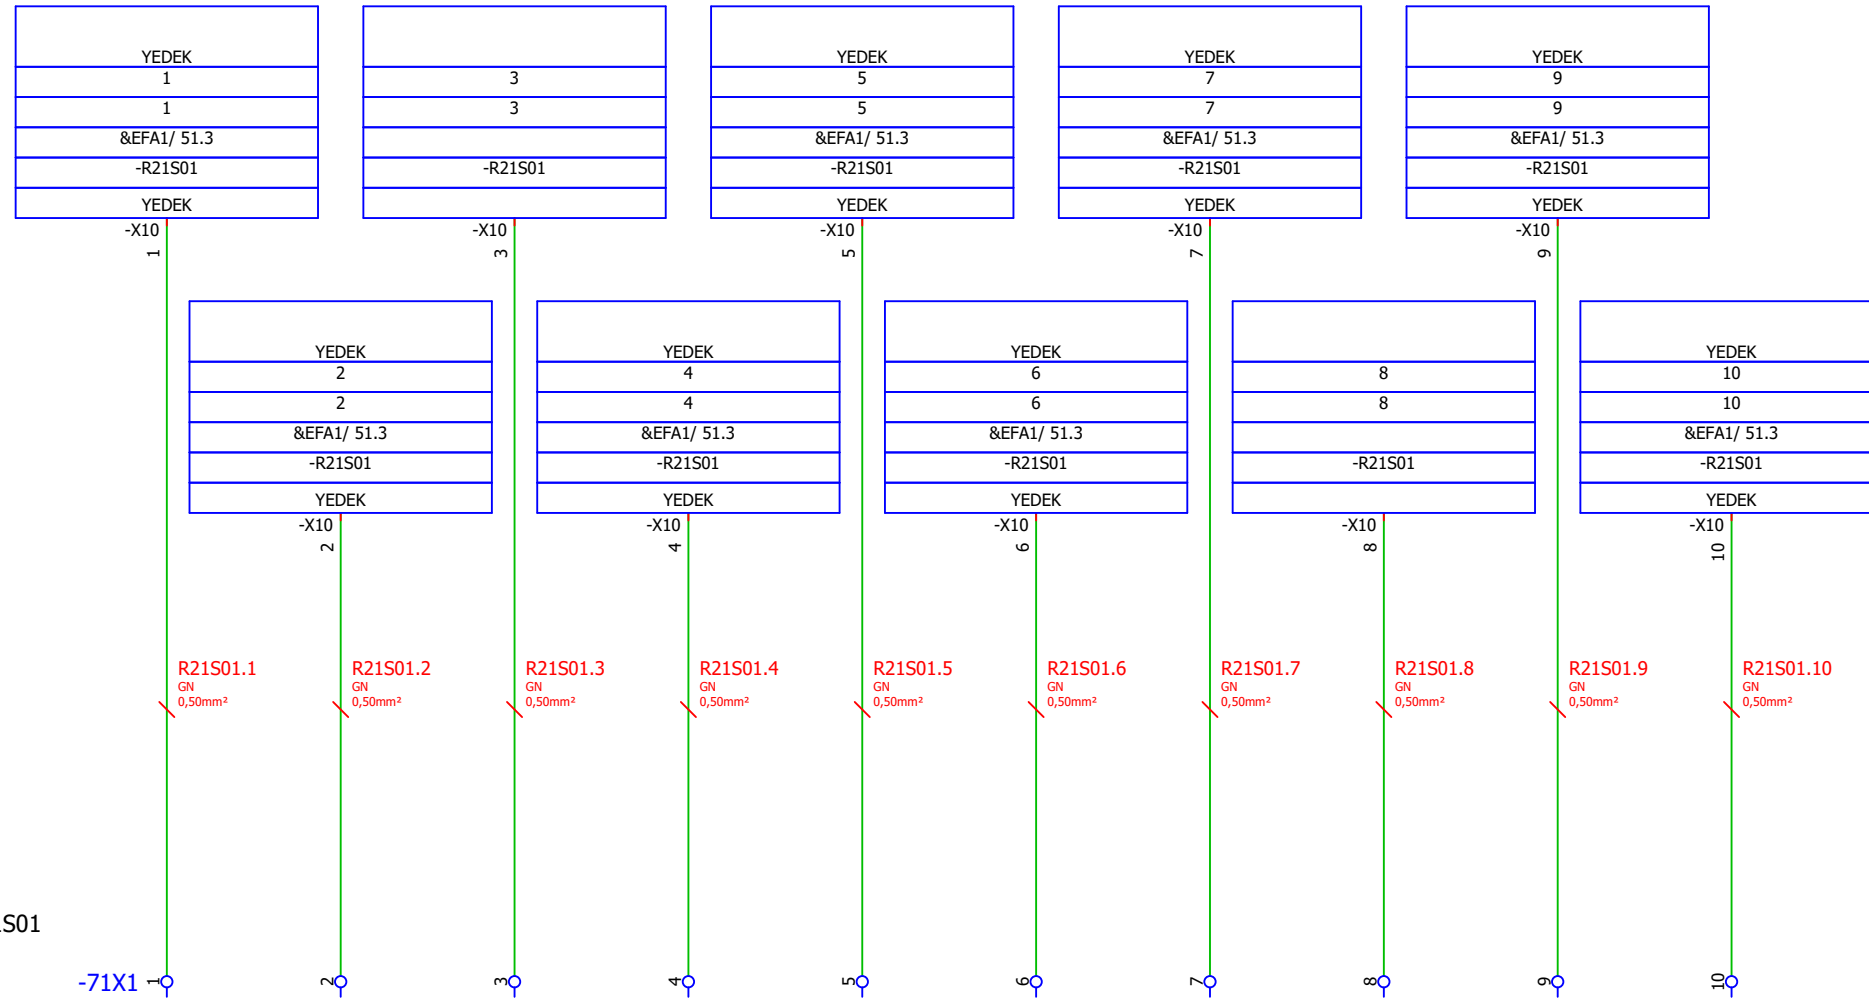 YEDEK
1
1
&EFA1/ 51.3
-R21S01
YEDEK
-X10
1
3
3
-R21S01
-X10
3
YEDEK
5
5
&EFA1/ 51.3
-R21S01
YEDEK
-X10
5
YEDEK
7
7
&EFA1/ 51.3
-R21S01
YEDEK
-X10
7
YEDEK
9
9
&EFA1/ 51.3
-R21S01
YEDEK
-X10
9
YEDEK
2
2
&EFA1/ 51.3
-R21S01
YEDEK
-X10
2
YEDEK
4
4
&EFA1/ 51.3
-R21S01
YEDEK
-X10
4
YEDEK
6
6
&EFA1/ 51.3
-R21S01
YEDEK
-X10
6
8
8
-R21S01
-X10
8
YEDEK
10
10
&EFA1/ 51.3
-R21S01
YEDEK
-X10
10
R21S01.1
GN
0,50mm²
R21S01.2
GN
0,50mm²
R21S01.3
GN
0,50mm²
R21S01.4
GN
0,50mm²
R21S01.5
GN
0,50mm²
R21S01.6
GN
0,50mm²
R21S01.7
GN
0,50mm²
R21S01.8
GN
0,50mm²
R21S01.9
GN
0,50mm²
R21S01.10
GN
0,50mm²
S01
-71X1 1 2 3 4 5 6 7 8 9 10